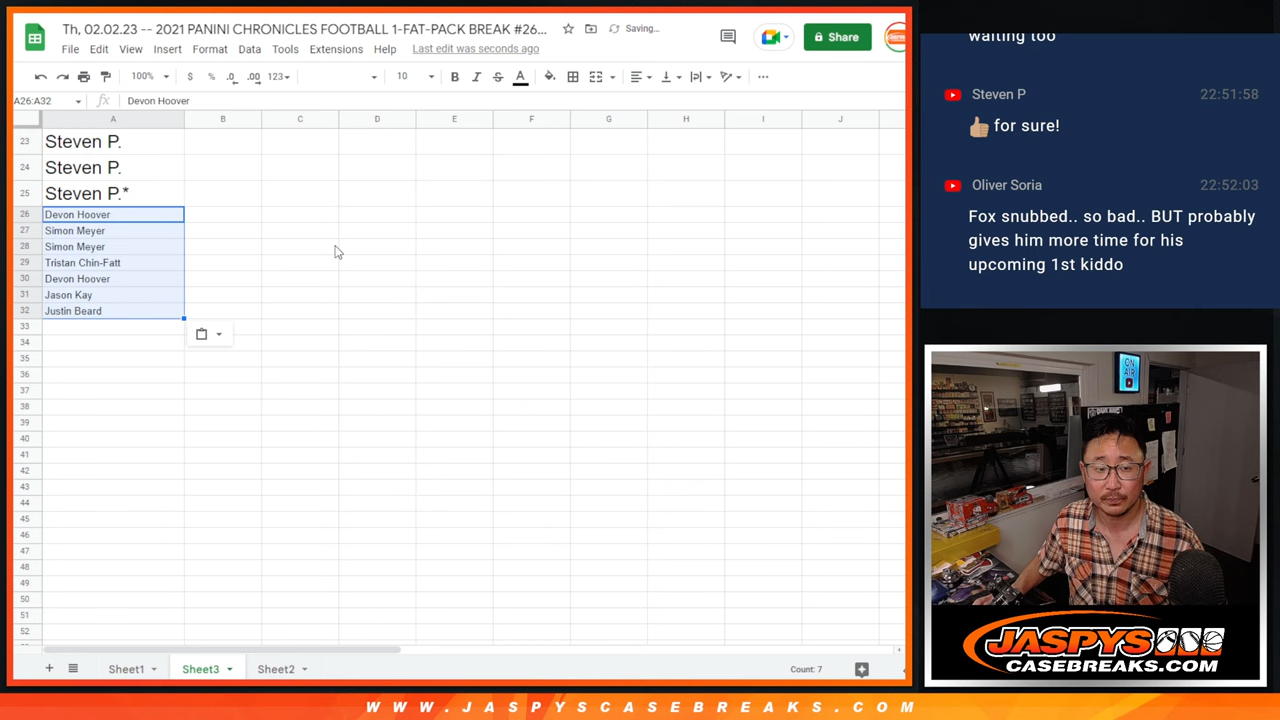 Th, 02.02.23 -- 2021 PANINI CHRONICLES FOOTBALL 1-FAT-PACK BREAK #26...
Saving...
Share
File Edit View Insert Format Data Tools Extensions Help Last edit was seconds ago
100% $ % .0 .00 123 10 B I S A
A26:A32 fx Devon Hoover
A B C D E F G H I J
23 Steven P.
24 Steven P.
25 Steven P.*
26 Devon Hoover
27 Simon Meyer
28 Simon Meyer
29 Tristan Chin-Fatt
30 Devon Hoover
31 Jason Kay
32 Justin Beard
33
34
35
36
37
38
39
40
41
42
43
44
45
46
47
48
49
50
51
52
Sheet1 Sheet3 Sheet2 Count: 7
waiting too
Steven P 22:51:58
for sure!
Oliver Soria 22:52:03
Fox snubbed.. so bad.. BUT probably
gives him more time for his
upcoming 1st kiddo
ON
AIR
JASPYS
CASEBREAKS.COM
WWW.JASPYSCASEBREAKS.COM